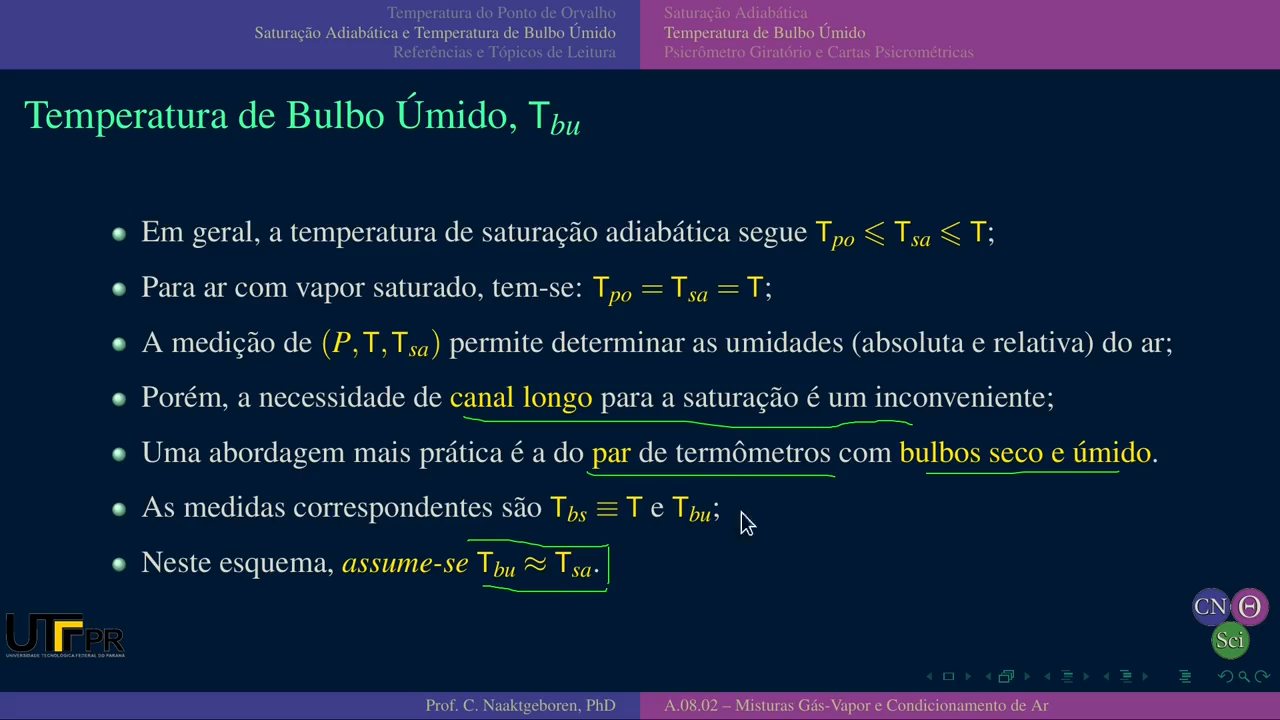 Temperatura do Ponto de Orvalho
Saturação Adiabática e Temperatura de Bulbo Úmido
Referências e Tópicos de Leitura
Saturação Adiabática
Temperatura de Bulbo Úmido
Psicrômetro Giratório e Cartas Psicrométricas
Temperatura de Bulbo Úmido, T_bu
Em geral, a temperatura de saturação adiabática segue T_po ⩽ T_sa ⩽ T;
Para ar com vapor saturado, tem-se: T_po = T_sa = T;
A medição de (P,T,T_sa) permite determinar as umidades (absoluta e relativa) do ar;
Porém, a necessidade de canal longo para a saturação é um inconveniente;
Uma abordagem mais prática é a do par de termômetros com bulbos seco e úmido.
As medidas correspondentes são T_bs ≡ T e T_bu;
Neste esquema, assume-se T_bu ≈ T_sa.
UTFPR
UNIVERSIDADE TECNOLÓGICA FEDERAL DO PARANÁ
CN Θ
Sci
Prof. C. Naaktgeboren, PhD
A.08.02 – Misturas Gás-Vapor e Condicionamento de Ar